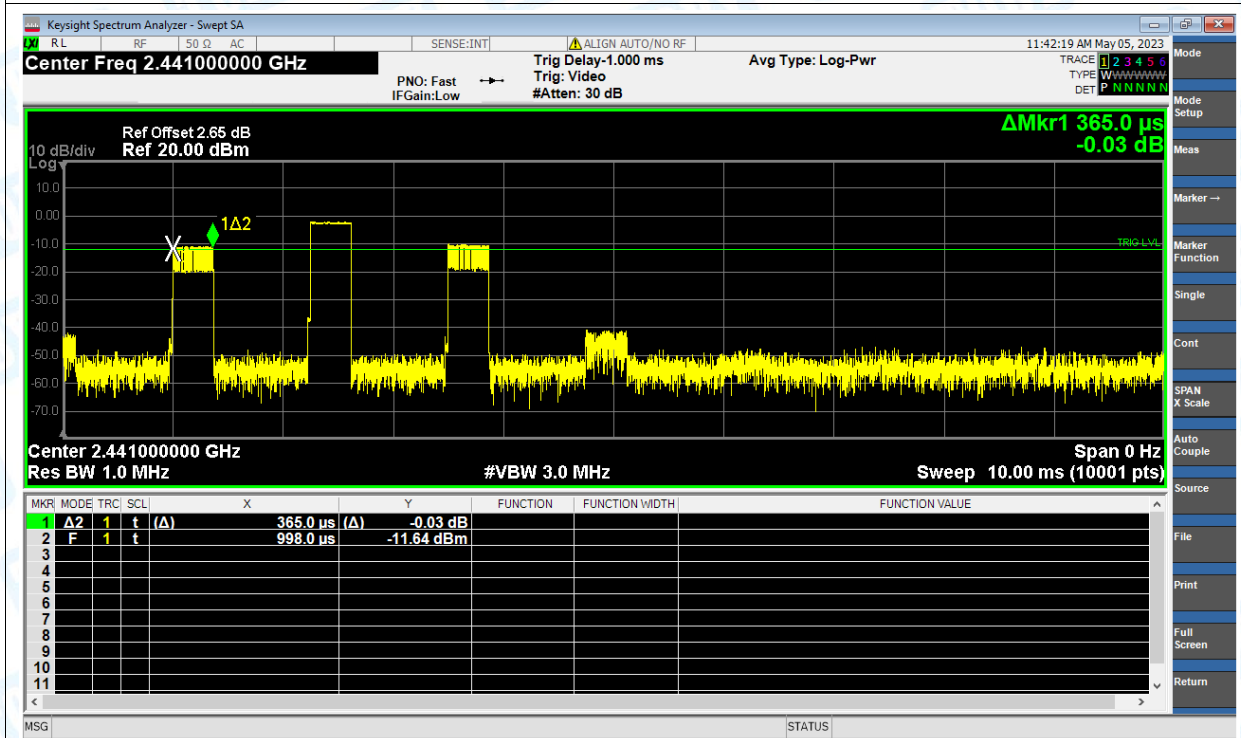 Keysight Spectrum Analyzer - Swept SA
LXI RL RF 50 Ω AC SENSE:INT ALIGN AUTO/NO RF 11:42:19 AM May 05, 2023
Center Freq 2.441000000 GHz
PNO: Fast
IFGain:Low
Trig Delay-1.000 ms
Trig: Video
#Atten: 30 dB
Avg Type: Log-Pwr
TRACE 1 2 3 4 5 6
TYPE WWWWWW
DET P N N N N N
Ref Offset 2.65 dB
Ref 20.00 dBm
10 dB/div
Log
ΔMkr1 365.0 µs
-0.03 dB
10.0
0.00
-10.0
-20.0
-30.0
-40.0
-50.0
-60.0
-70.0
1Δ2
X
TRIG LVL
Center 2.441000000 GHz
Span 0 Hz
Res BW 1.0 MHz
#VBW 3.0 MHz
Sweep 10.00 ms (10001 pts)
MKR MODE TRC SCL X Y FUNCTION FUNCTION WIDTH FUNCTION VALUE
1 Δ2 1 t (Δ) 365.0 µs (Δ) -0.03 dB
2 F 1 t 998.0 µs -11.64 dBm
3
4
5
6
7
8
9
10
11
MSG STATUS
Mode
Mode
Setup
Meas
Marker →
Marker
Function
Single
Cont
SPAN
X Scale
Auto
Couple
Source
File
Print
Full
Screen
Return